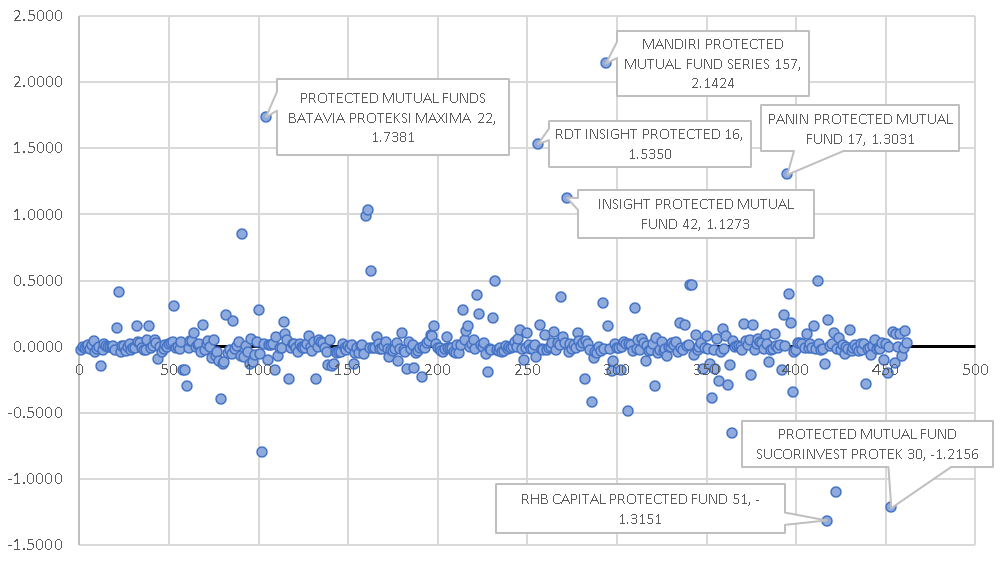 2.5000
2.0000
1.5000
1.0000
0.5000
0.0000
-0.5000
-1.0000
-1.5000
0
50
100
150
200
250
300
350
400
450
500
MANDIRI PROTECTED
MUTUAL FUND SERIES 157,
2.1424
PROTECTED MUTUAL FUNDS
BATAVIA PROTEKSI MAXIMA 22,
1.7381
RDT INSIGHT PROTECTED 16,
1.5350
PANIN PROTECTED MUTUAL
FUND 17, 1.3031
INSIGHT PROTECTED MUTUAL
FUND 42, 1.1273
PROTECTED MUTUAL FUND
SUCORINVEST PROTEK 30, -1.2156
RHB CAPITAL PROTECTED FUND 51, -
1.3151